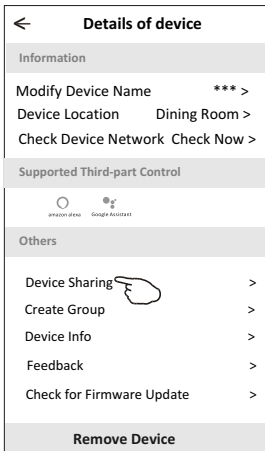 ← Details of device
Information
Modify Device Name *** >
Device Location Dining Room >
Check Device Network Check Now >
Supported Third-part Control
amazon alexa Google Assistant
Others
Device Sharing >
Create Group >
Device Info >
Feedback >
Check for Firmware Update >
Remove Device